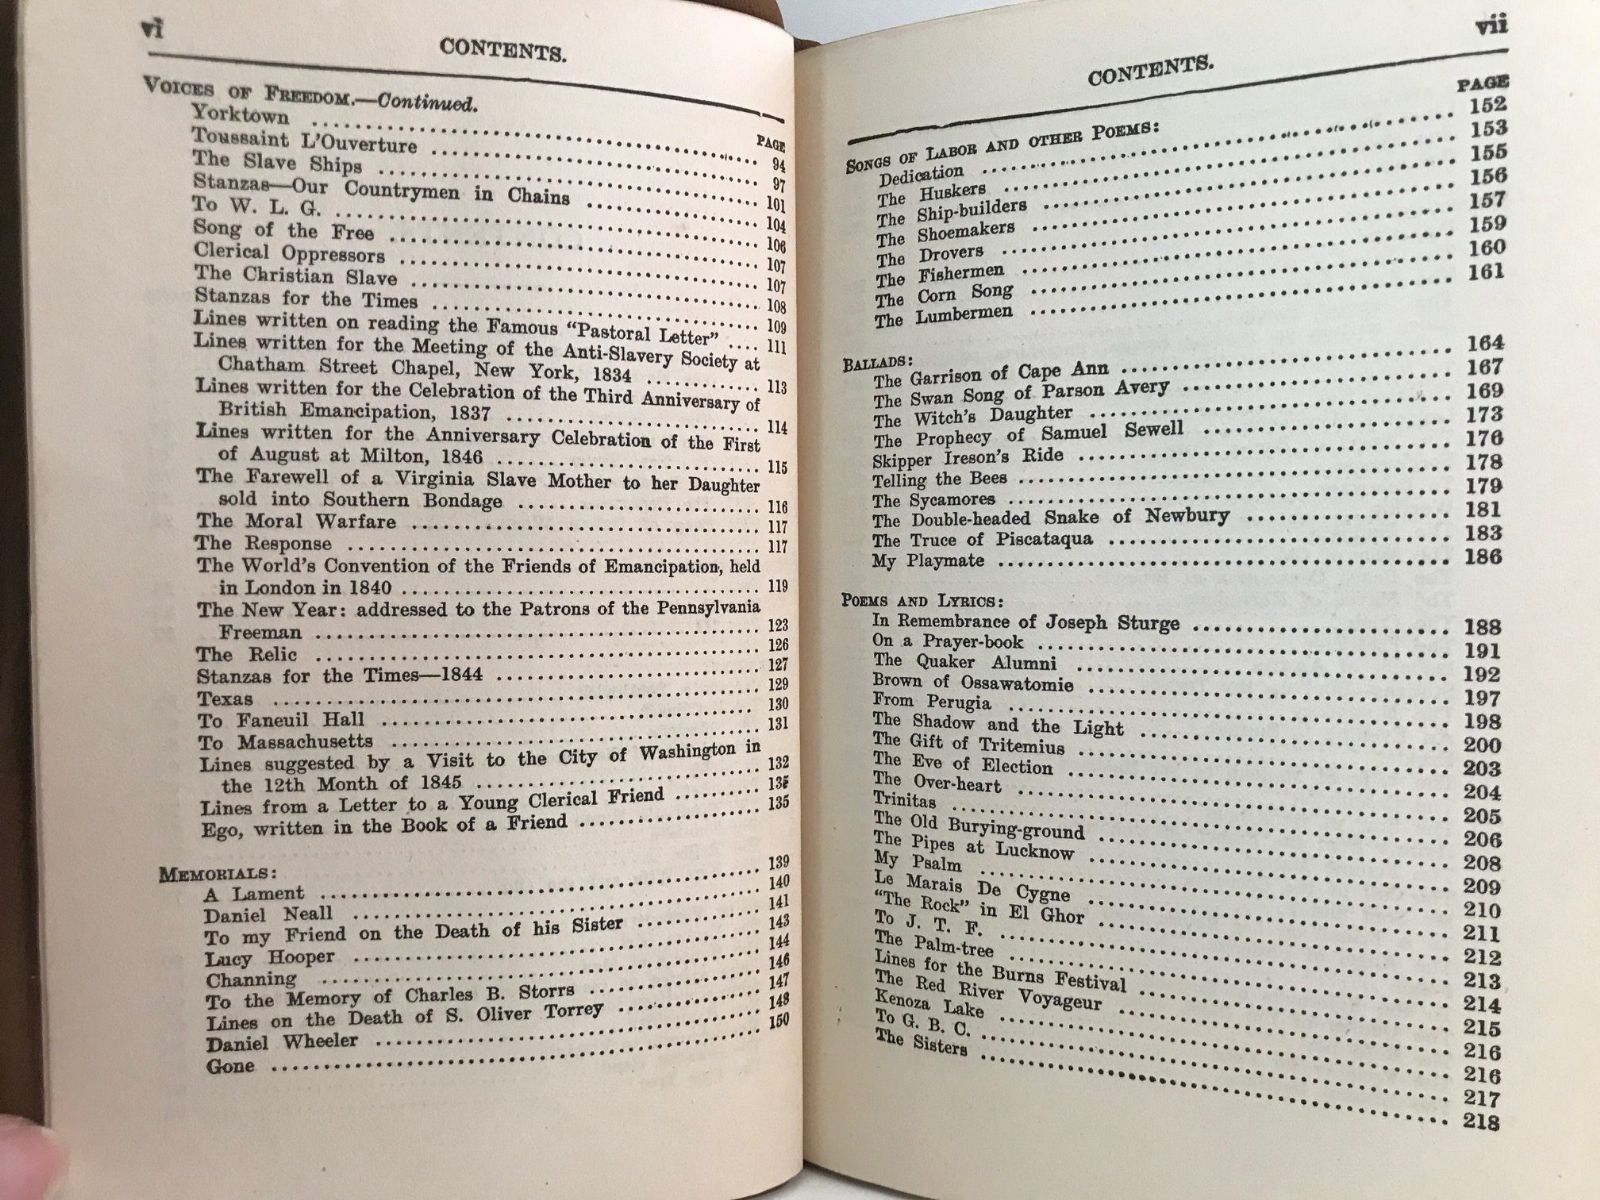 vi
CONTENTS.
VOICES OF FREEDOM.—Continued.
PAGE
Yorktown 94
Toussaint L'Ouverture 97
The Slave Ships 101
Stanzas—Our Countrymen in Chains 104
To W. L. G. 106
Song of the Free 107
Clerical Oppressors 107
The Christian Slave 108
Stanzas for the Times 109
Lines written on reading the Famous "Pastoral Letter" 111
Lines written for the Meeting of the Anti-Slavery Society at
Chatham Street Chapel, New York, 1834 113
Lines written for the Celebration of the Third Anniversary of
British Emancipation, 1837 114
Lines written for the Anniversary Celebration of the First
of August at Milton, 1846 115
The Farewell of a Virginia Slave Mother to her Daughter
sold into Southern Bondage 116
The Moral Warfare 117
The Response 117
The World's Convention of the Friends of Emancipation, held
in London in 1840 119
The New Year: addressed to the Patrons of the Pennsylvania
Freeman 123
The Relic 126
Stanzas for the Times—1844 127
Texas 129
To Faneuil Hall 130
To Massachusetts 131
Lines suggested by a Visit to the City of Washington in
the 12th Month of 1845 132
Lines from a Letter to a Young Clerical Friend 135
Ego, written in the Book of a Friend 135
MEMORIALS:
A Lament 139
Daniel Neall 140
To my Friend on the Death of his Sister 141
Lucy Hooper 143
Channing 144
To the Memory of Charles B. Storrs 146
Lines on the Death of S. Oliver Torrey 147
Daniel Wheeler 148
Gone 150
vii
CONTENTS.
PAGE
SONGS OF LABOR AND OTHER POEMS:
Dedication 152
The Huskers 153
The Ship-builders 155
The Shoemakers 156
The Drovers 157
The Fishermen 159
The Corn Song 160
The Lumbermen 161
BALLADS:
The Garrison of Cape Ann 164
The Swan Song of Parson Avery 167
The Witch's Daughter 169
The Prophecy of Samuel Sewell 173
Skipper Ireson's Ride 176
Telling the Bees 178
The Sycamores 179
The Double-headed Snake of Newbury 181
The Truce of Piscataqua 183
My Playmate 186
POEMS AND LYRICS:
In Remembrance of Joseph Sturge 188
On a Prayer-book 191
The Quaker Alumni 192
Brown of Ossawatomie 197
From Perugia 198
The Shadow and the Light 200
The Gift of Tritemius 203
The Eve of Election 204
The Over-heart 205
Trinitas 206
The Old Burying-ground 208
The Pipes at Lucknow 209
My Psalm 210
Le Marais De Cygne 211
"The Rock" in El Ghor 212
To J. T. F. 213
The Palm-tree 214
Lines for the Burns Festival 215
The Red River Voyageur 216
Kenoza Lake 216
To G. B. C. 217
The Sisters 218